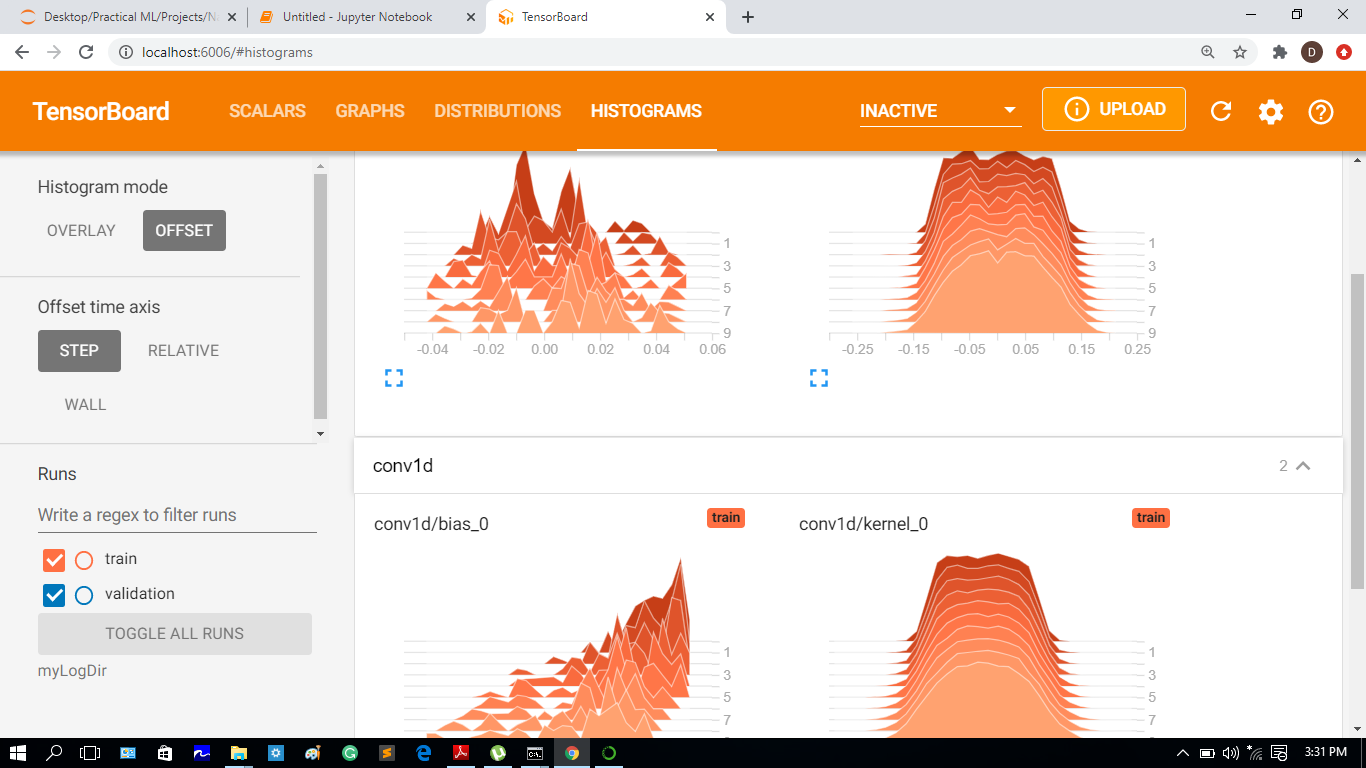 Desktop/Practical ML/Projects/N
Untitled - Jupyter Notebook
TensorBoard
localhost:6006/#histograms
D
TensorBoard
SCALARS
GRAPHS
DISTRIBUTIONS
HISTOGRAMS
INACTIVE
UPLOAD
Histogram mode
OVERLAY
OFFSET
Offset time axis
STEP
RELATIVE
WALL
Runs
Write a regex to filter runs
train
validation
TOGGLE ALL RUNS
myLogDir
1
3
5
7
9
-0.04 -0.02 0.00 0.02 0.04 0.06
1
3
5
7
9
-0.25 -0.15 -0.05 0.05 0.15 0.25
conv1d
2
conv1d/bias_0
train
1
3
5
7
conv1d/kernel_0
train
1
3
5
7
3:31 PM